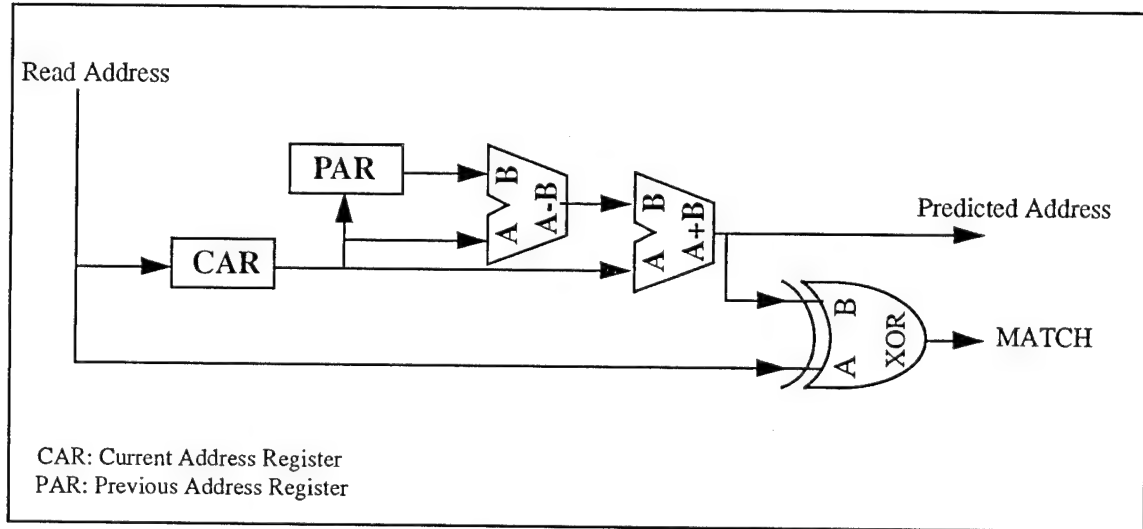 Read Address
PAR
B
A
A-B
B
A
A+B
Predicted Address
CAR
B
A
XOR
MATCH
CAR: Current Address Register
PAR: Previous Address Register